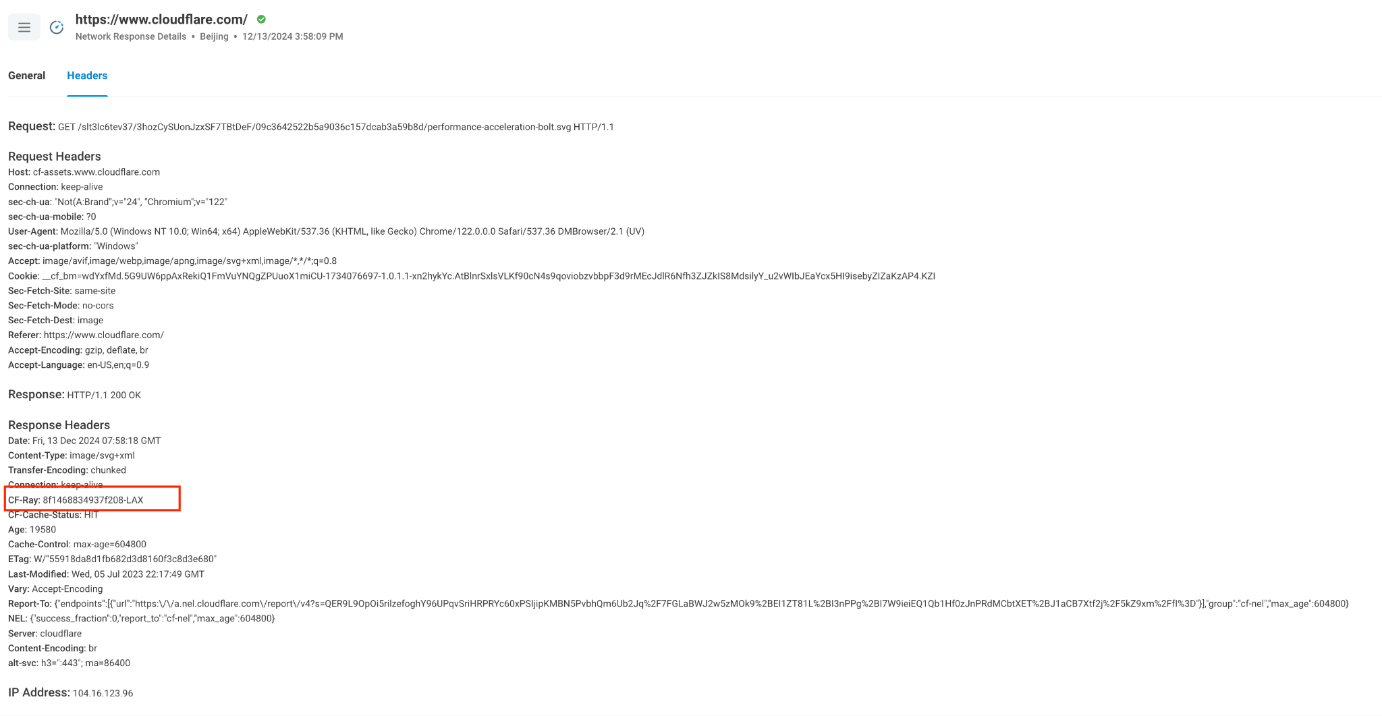 https://www.cloudflare.com/
Network Response Details • Beijing • 12/13/2024 3:58:09 PM
General Headers
Request: GET /slt3lc6tev37/3hozCySUonJzxSF7TBtDeF/09c3642522b5a9036c157dcab3a59b8d/performance-acceleration-bolt.svg HTTP/1.1
Request Headers
Host: cf-assets.www.cloudflare.com
Connection: keep-alive
sec-ch-ua: "Not(A:Brand";v="24", "Chromium";v="122"
sec-ch-ua-mobile: ?0
User-Agent: Mozilla/5.0 (Windows NT 10.0; Win64; x64) AppleWebKit/537.36 (KHTML, like Gecko) Chrome/122.0.0.0 Safari/537.36 DMBrowser/2.1 (UV)
sec-ch-ua-platform: "Windows"
Accept: image/avif,image/webp,image/apng,image/svg+xml,image/*,*/*;q=0.8
Cookie: __cf_bm=wdYxfMd.5G9UW6ppAxRekiQ1FmVuYNQgZPUuoX1miCU-1734076697-1.0.1.1-xn2hykYc.AtBlnrSxlsVLKf90cN4s9qoviobzvbbpF3d9rMEcJdlR6Nfh3ZJZkIS8MdsilyY_u2vWIbJEaYcx5HI9isebyZIZaKzAP4.KZI
Sec-Fetch-Site: same-site
Sec-Fetch-Mode: no-cors
Sec-Fetch-Dest: image
Referer: https://www.cloudflare.com/
Accept-Encoding: gzip, deflate, br
Accept-Language: en-US,en;q=0.9
Response: HTTP/1.1 200 OK
Response Headers
Date: Fri, 13 Dec 2024 07:58:18 GMT
Content-Type: image/svg+xml
Transfer-Encoding: chunked
Connection: keep-alive
CF-Ray: 8f1468834937f208-LAX
CF-Cache-Status: HIT
Age: 19580
Cache-Control: max-age=604800
ETag: W/"55918da8d1fb682d3d8160f3c8d3e680"
Last-Modified: Wed, 05 Jul 2023 22:17:49 GMT
Vary: Accept-Encoding
Report-To: {"endpoints":[{"url":"https:\/\/a.nel.cloudflare.com\/report\/v4?s=QER9L9OpOi5rilzefoghY96UPqvSriHRPRYc60xPSIjipKMBN5PvbhQm6Ub2Jq%2F7FGLaBWJ2w5zMOk9%2BEI1ZT81L%2BI3nPPg%2BI7W9ieiEQ1Qb1Hf0zJnPRdMCbtXET%2BJ1aCB7Xtf2j%2F5kZ9xm%2FfI%3D"}],"group":"cf-nel","max_age":604800}
NEL: {"success_fraction":0,"report_to":"cf-nel","max_age":604800}
Server: cloudflare
Content-Encoding: br
alt-svc: h3=":443"; ma=86400
IP Address: 104.16.123.96